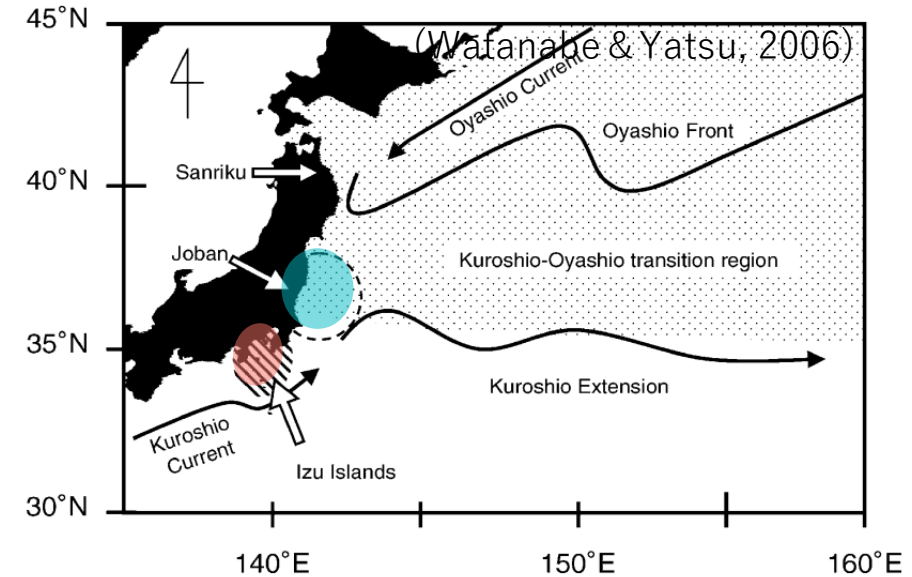 45°N
(Watanabe & Yatsu, 2006)
Oyashio Current
Oyashio Front
Sanriku
40°N
Joban
Kuroshio-Oyashio transition region
35°N
Kuroshio Extension
Kuroshio
Current
Izu Islands
30°N
140°E
150°E
160°E